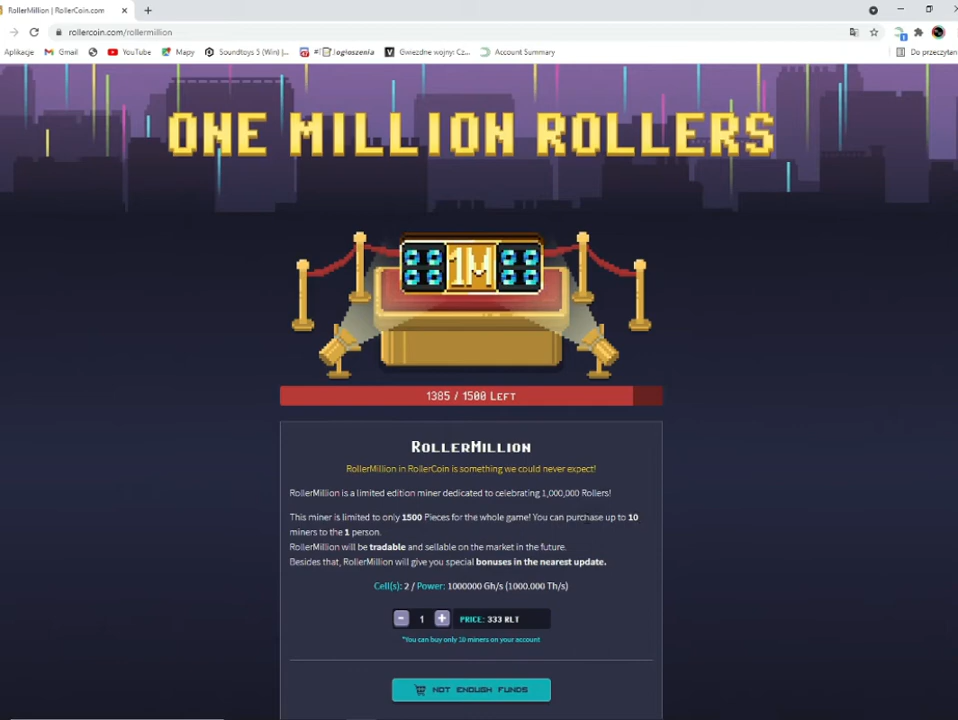 RollerMillion | RollerCoin.com
rollercoin.com/rollermillion
Aplikacje Gmail YouTube Mapy Soundtoys 5 (Win) |... #ogłoszenia Gwiezdne wojny: Cz... Account Summary Do przeczytan
ONE MILLION ROLLERS
1M
1385 / 1500 Left
RollerMillion
RollerMillion in RollerCoin is something we could never expect!
RollerMillion is a limited edition miner dedicated to celebrating 1,000,000 Rollers!
This miner is limited to only 1500 Pieces for the whole game! You can purchase up to 10
miners to the 1 person.
RollerMillion will be tradable and sellable on the market in the future.
Besides that, RollerMillion will give you special bonuses in the nearest update.
Cell(s): 2 / Power: 1000000 Gh/s (1000.000 Th/s)
- 1 + PRICE: 333 RLT
*You can buy only 10 miners on your account
NOT ENOUGH FUNDS